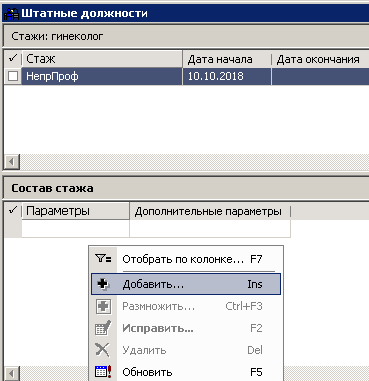 Штатные должности
Стажи: гинеколог
✓ Стаж Дата начала Дата окончания
НепрПроф 10.10.2018
Состав стажа
✓ Параметры Дополнительные параметры
Отобрать по колонке... F7
Добавить... Ins
Размножить... Ctrl+F3
Исправить... F2
Удалить Del
Обновить F5